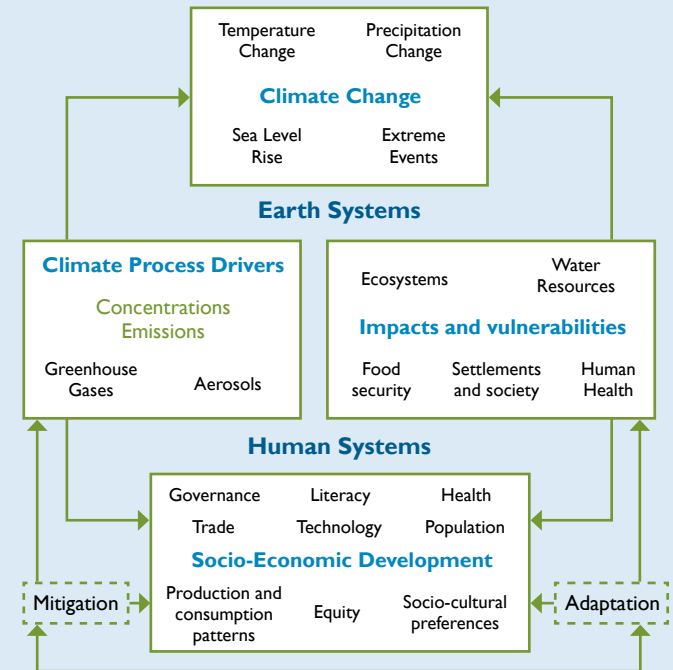 Temperature Change
Precipitation Change
Climate Change
Sea Level Rise
Extreme Events
Earth Systems
Climate Process Drivers
Concentrations
Emissions
Greenhouse Gases
Aerosols
Ecosystems
Water Resources
Impacts and vulnerabilities
Food security
Settlements and society
Human Health
Human Systems
Governance
Literacy
Health
Trade
Technology
Population
Socio-Economic Development
Production and consumption patterns
Equity
Socio-cultural preferences
Mitigation
Adaptation